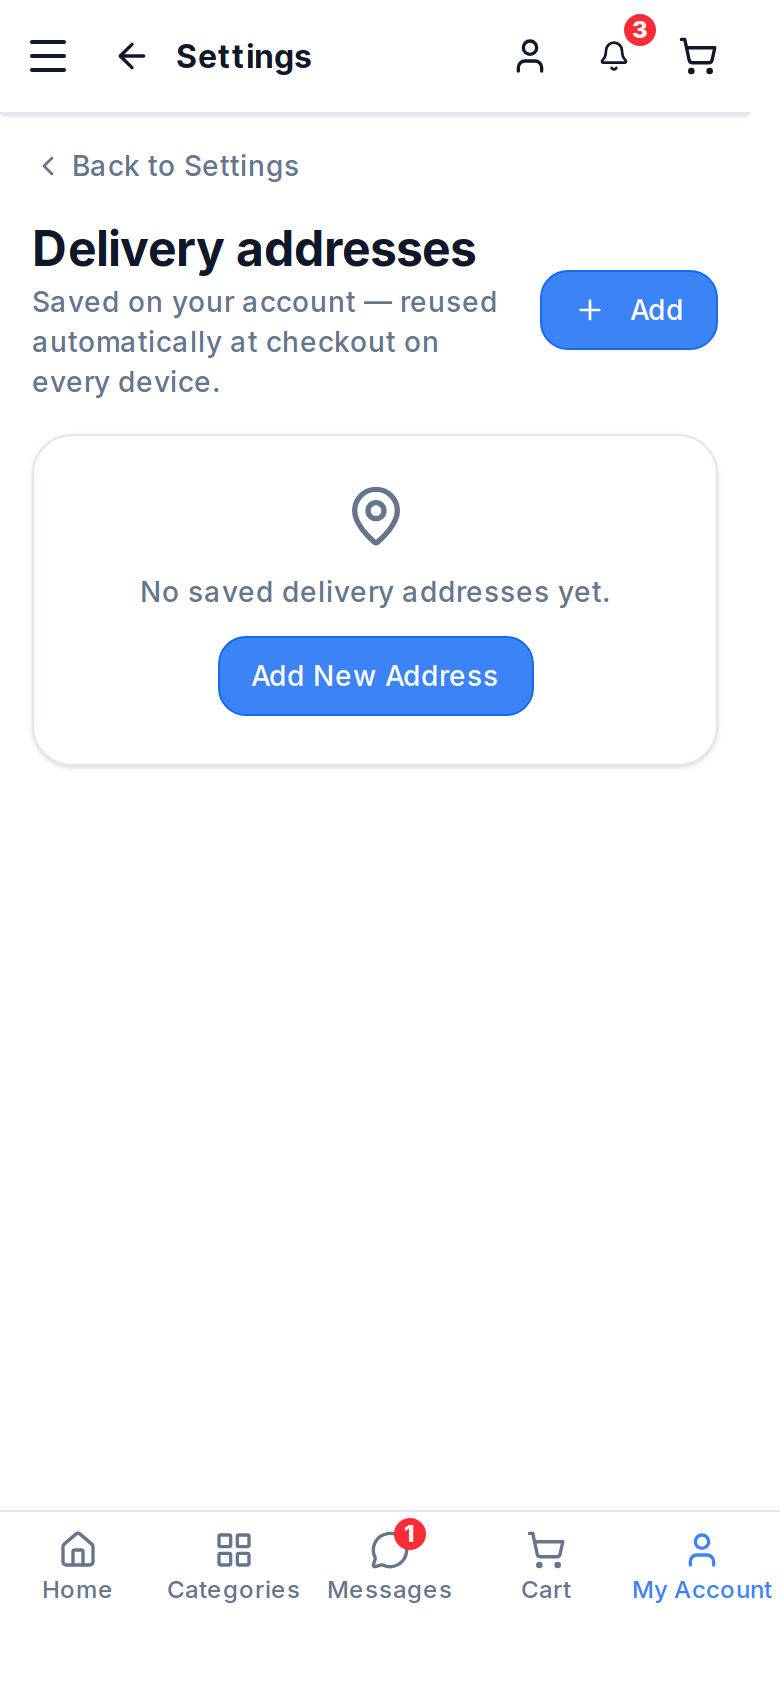 Settings
3
Back to Settings
Delivery addresses
Saved on your account — reused
automatically at checkout on
every device.
Add
No saved delivery addresses yet.
Add New Address
1
Home
Categories
Messages
Cart
My Account